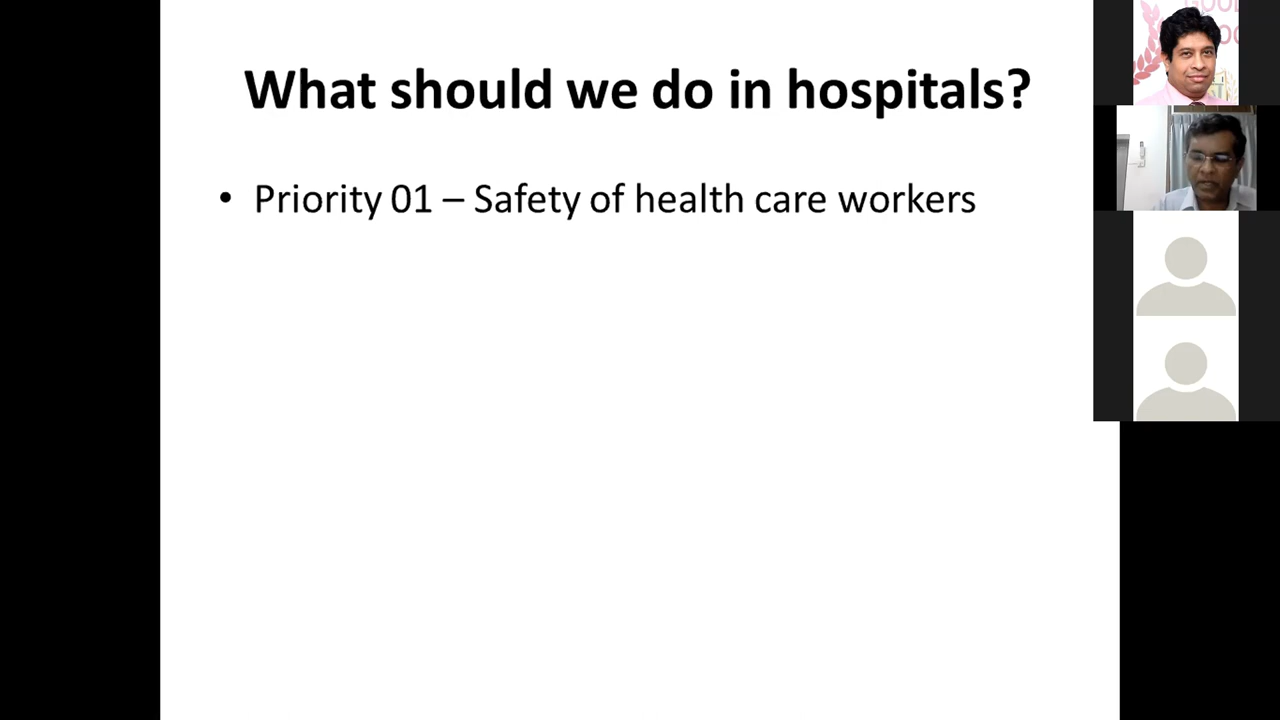 What should we do in hospitals?
• Priority 01 – Safety of health care workers